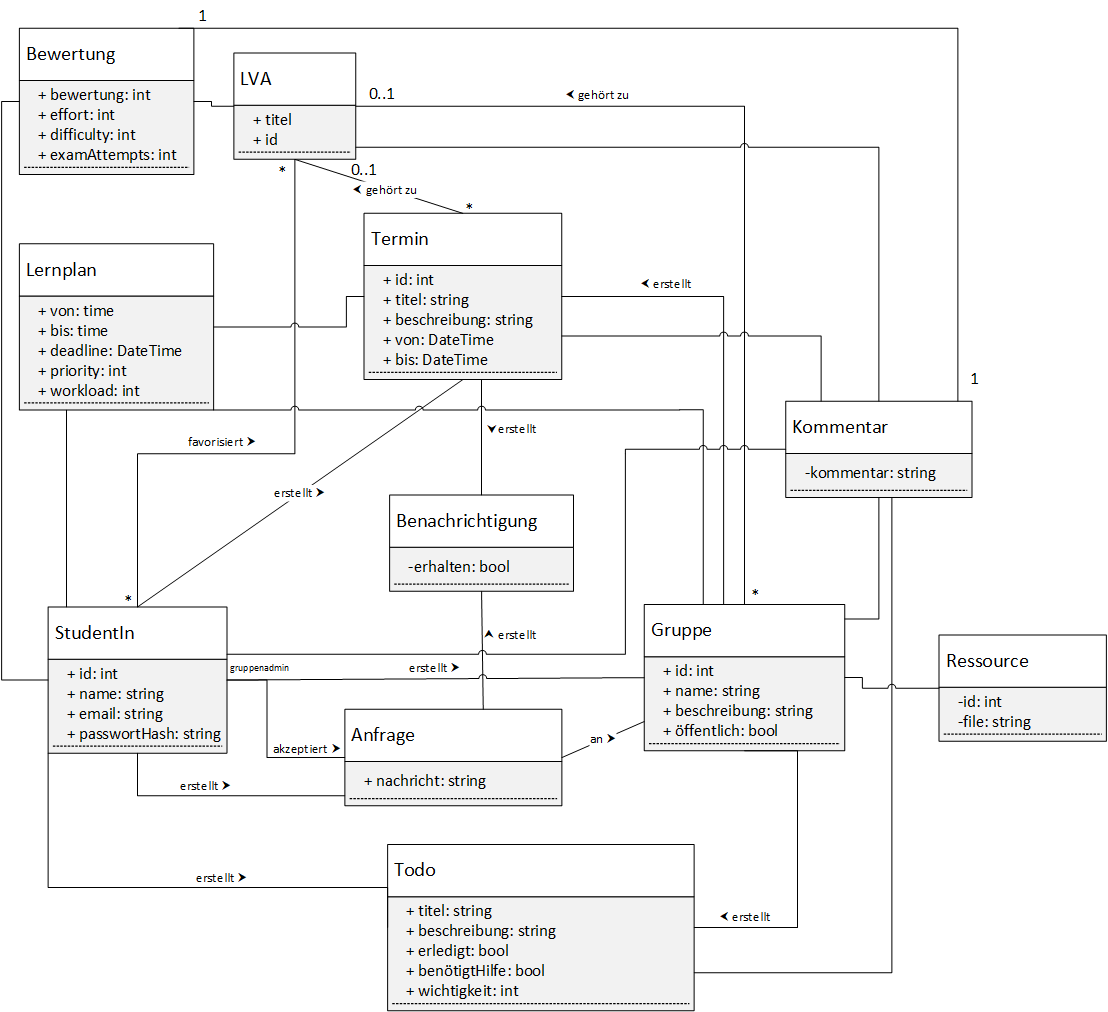 1
Bewertung
+ bewertung: int
+ effort: int
+ difficulty: int
+ examAttempts: int
LVA
+ titel
+ id
0..1
gehört zu
*
0..1
gehört zu
*
Termin
+ id: int
+ titel: string
+ beschreibung: string
+ von: DateTime
+ bis: DateTime
erstellt
Lernplan
+ von: time
+ bis: time
+ deadline: DateTime
+ priority: int
+ workload: int
1
Kommentar
-kommentar: string
favorisiert
erstellt
erstellt
Benachrichtigung
-erhalten: bool
*
StudentIn
+ id: int
+ name: string
+ email: string
+ passwortHash: string
gruppenadmin
erstellt
erstellt
*
Gruppe
+ id: int
+ name: string
+ beschreibung: string
+ öffentlich: bool
Ressource
-id: int
-file: string
akzeptiert
Anfrage
+ nachricht: string
an
erstellt
erstellt
Todo
+ titel: string
+ beschreibung: string
+ erledigt: bool
+ benötigtHilfe: bool
+ wichtigkeit: int
erstellt